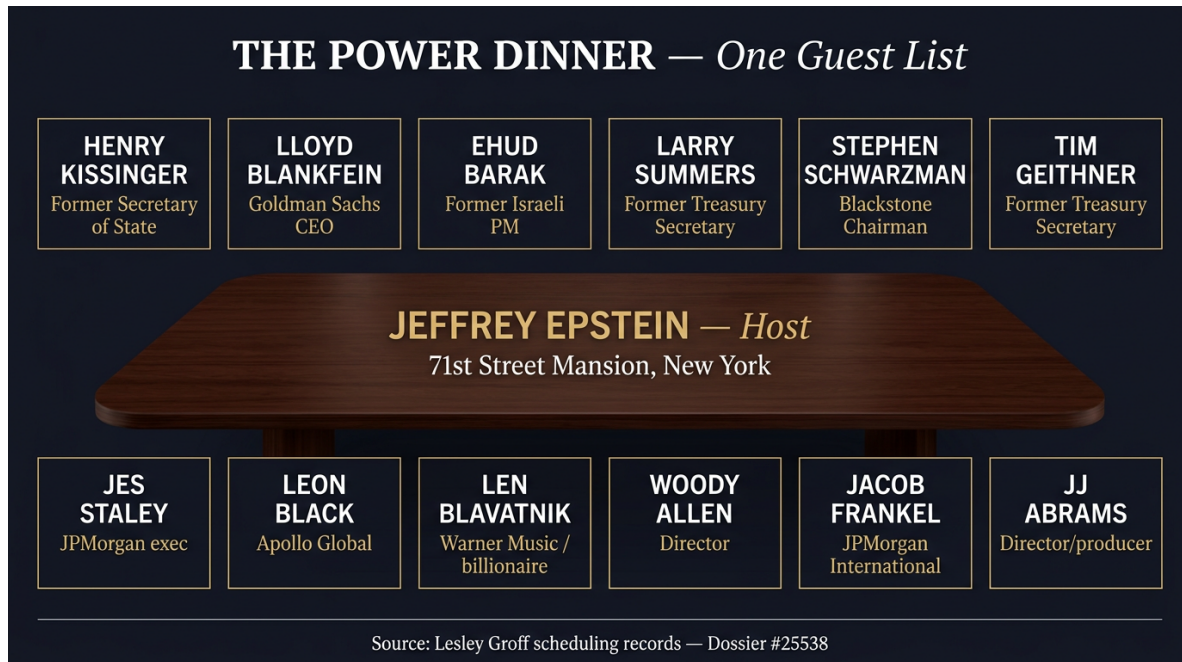 THE POWER DINNER — One Guest List
HENRY
KISSINGER
Former Secretary
of State
LLOYD
BLANKFEIN
Goldman Sachs
CEO
EHUD
BARAK
Former Israeli
PM
LARRY
SUMMERS
Former Treasury
Secretary
STEPHEN
SCHWARZMAN
Blackstone
Chairman
TIM
GEITHNER
Former Treasury
Secretary
JEFFREY EPSTEIN — Host
71st Street Mansion, New York
JES
STALEY
JPMorgan exec
LEON
BLACK
Apollo Global
LEN
BLAVATNIK
Warner Music /
billionaire
WOODY
ALLEN
Director
JACOB
FRANKEL
JPMorgan
International
JJ
ABRAMS
Director/producer
Source: Lesley Groff scheduling records — Dossier #25538